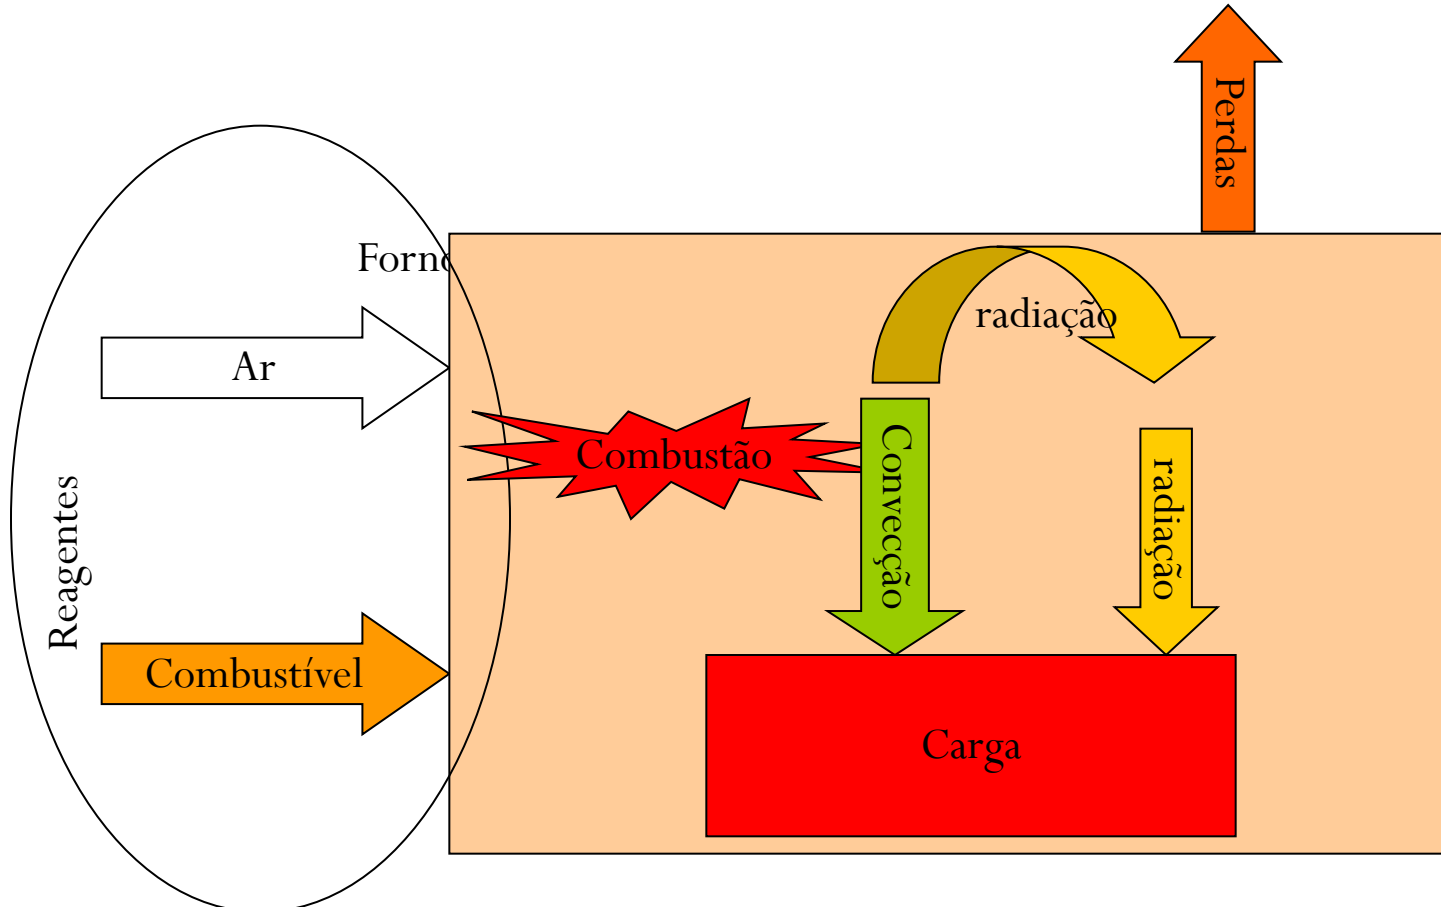 Perdas
Forno
radiação
Ar
Combustão
Convecção
radiação
Reagentes
Combustível
Carga